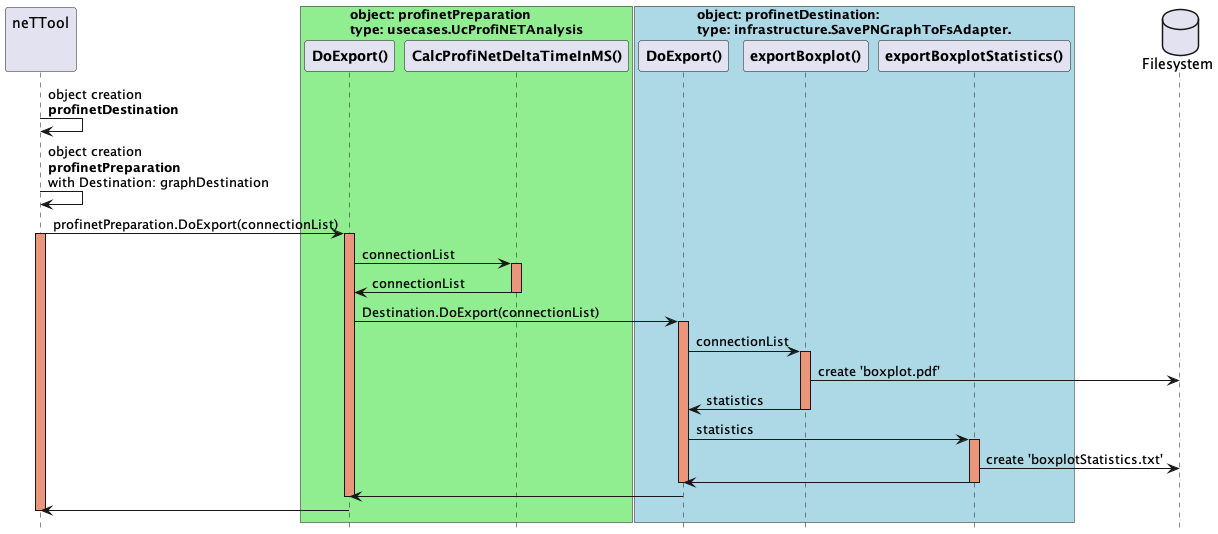 neTTool
object: profinetPreparation
type: usecases.UcProfiNETAnalysis
object: profinetDestination:
type: infrastructure.SavePNGraphToFsAdapter.
DoExport()
CalcProfiNetDeltaTimeInMS()
DoExport()
exportBoxplot()
exportBoxplotStatistics()
Filesystem
object creation
profinetDestination
object creation
profinetPreparation
with Destination: graphDestination
profinetPreparation.DoExport(connectionList)
connectionList
connectionList
Destination.DoExport(connectionList)
connectionList
create 'boxplot.pdf'
statistics
statistics
create 'boxplotStatistics.txt'